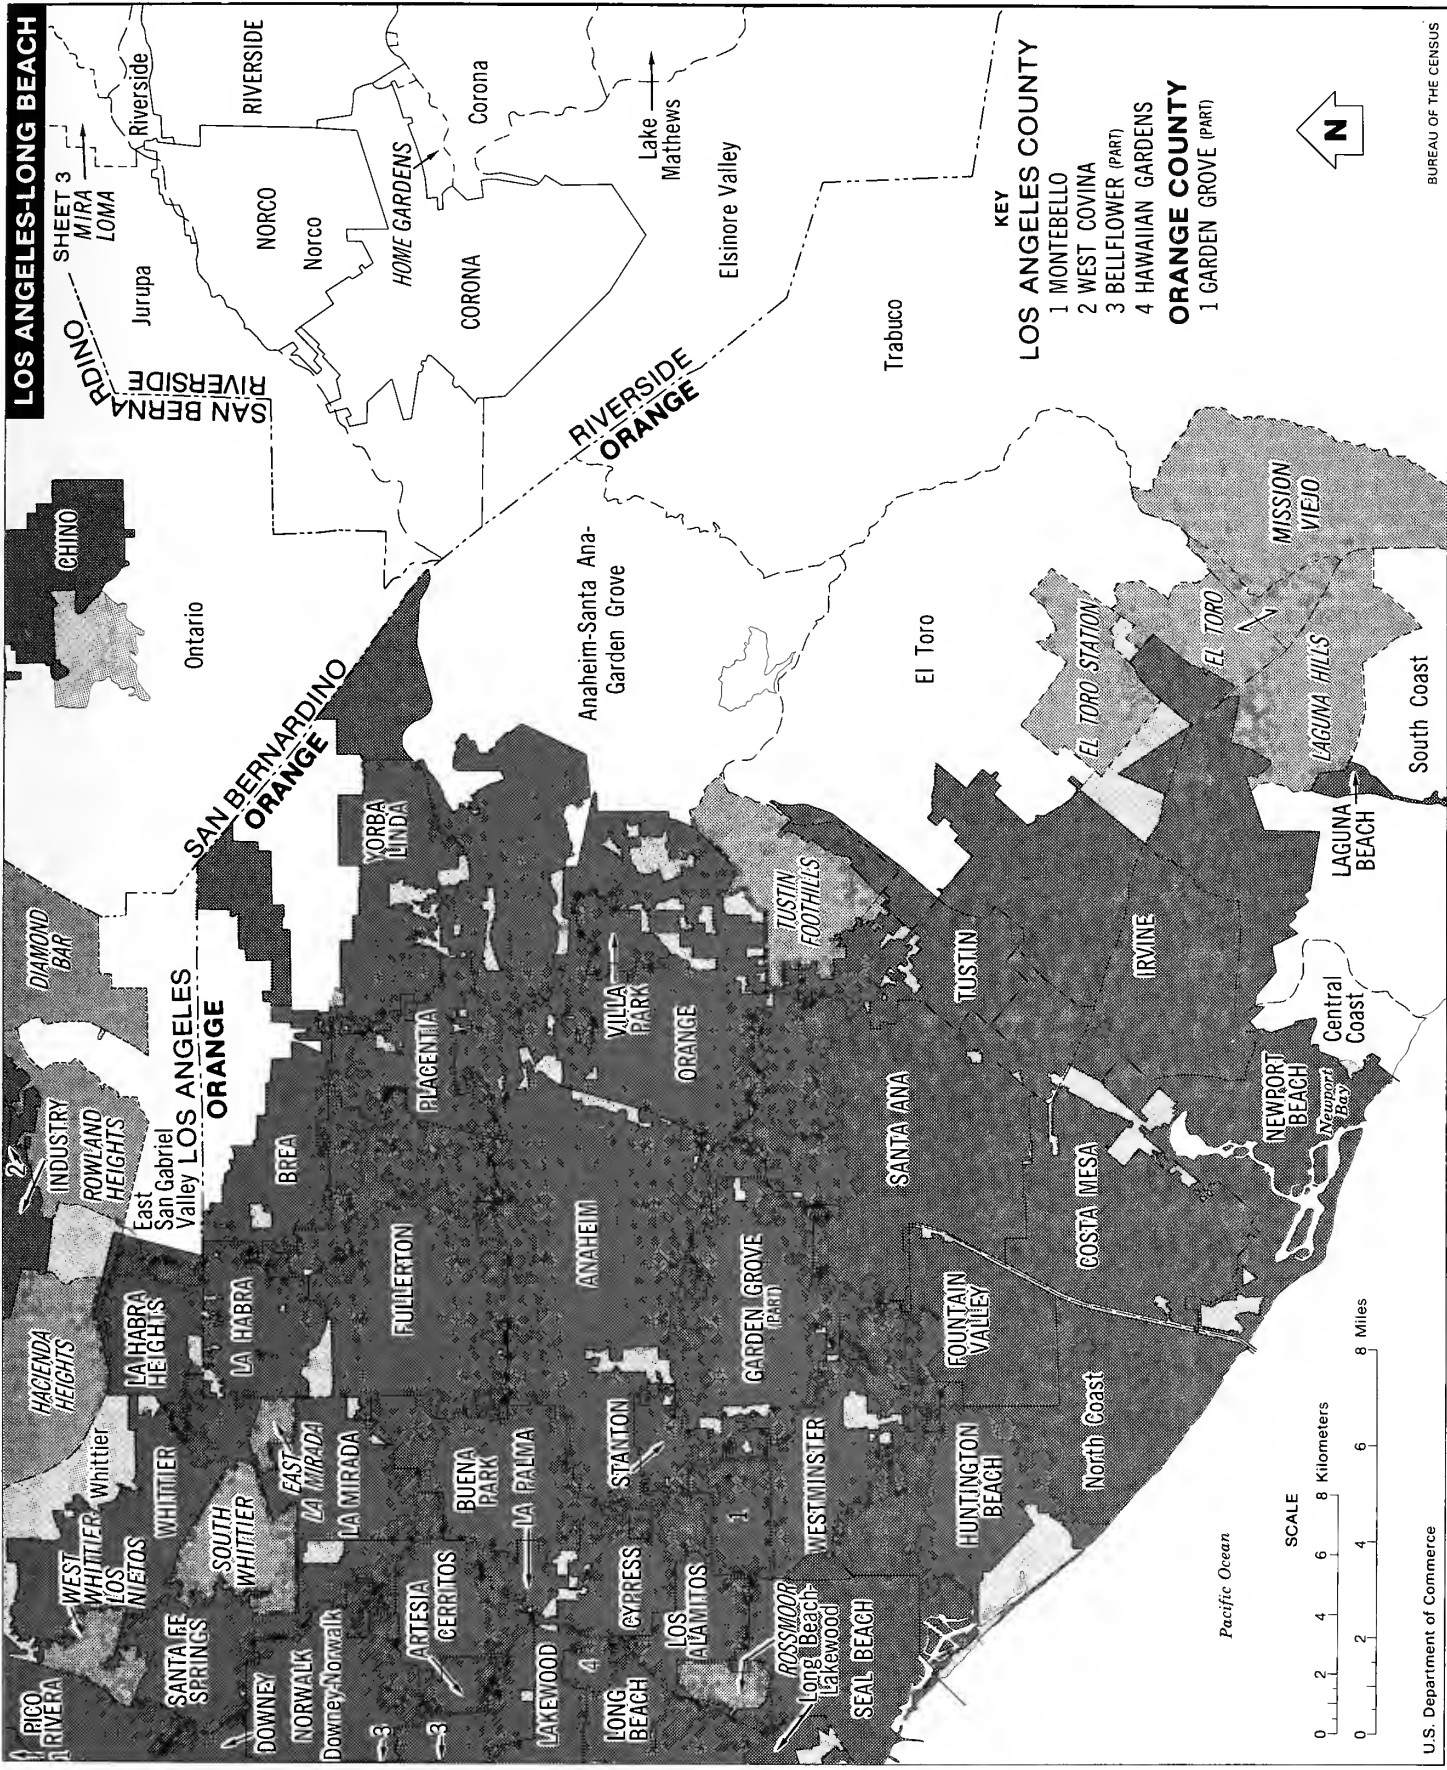 LOS ANGELES-LONG BEACH
SHEET 3
MIRA
LOMA
Riverside
RIVERSIDE
Jurupa
NORCO
Norco
HOME GARDENS
Corona
CORONA
Lake
Mathews
Elsinore Valley
SAN BERNARDINO
RIVERSIDE
RIVERSIDE
ORANGE
Trabuco
CHINO
Ontario
SAN BERNARDINO
ORANGE
Anaheim-Santa Ana-
Garden Grove
El Toro
EL TORO STATION
EL TORO
MISSION
VIEJO
LAGUNA HILLS
South Coast
LAGUNA
BEACH
DIAMOND
BAR
LOS ANGELES
ORANGE
YORBA
LINDA
TUSTIN
FOOTHILLS
PLACENTIA
VILLA
PARK
ORANGE
TUSTIN
IRVINE
Central
Coast
2
INDUSTRY
ROWLAND
HEIGHTS
East
San Gabriel
Valley
BREA
SANTA ANA
COSTA MESA
NEWPORT
BEACH
Newport
Bay
HACIENDA
HEIGHTS
LA HABRA
HEIGHTS
LA HABRA
FULLERTON
ANAHEIM
GARDEN GROVE
(PART)
FOUNTAIN
VALLEY
Whittier
WHITTIER
EAST
LA MIRADA
LA MIRADA
BUENA
PARK
LA PALMA
STANTON
1
WESTMINSTER
HUNTINGTON
BEACH
North Coast
WEST
WHITTIER-
LOS
NIETOS
SOUTH
WHITTIER
ARTESIA
CERRITOS
CYPRESS
LOS
ALAMITOS
ROSSMOOR
Long Beach-
Lakewood
SEAL BEACH
PICO
RIVERA
1
SANTA FE
SPRINGS
DOWNEY
NORWALK
Downey-Norwalk
3
3
LAKEWOOD
4
LONG
BEACH
Pacific Ocean
KEY
LOS ANGELES COUNTY
1 MONTEBELLO
2 WEST COVINA
3 BELLFLOWER (PART)
4 HAWAIIAN GARDENS
ORANGE COUNTY
1 GARDEN GROVE (PART)
N
SCALE
0 2 4 6 8 Kilometers
0 2 4 6 8 Miles
U.S. Department of Commerce
BUREAU OF THE CENSUS